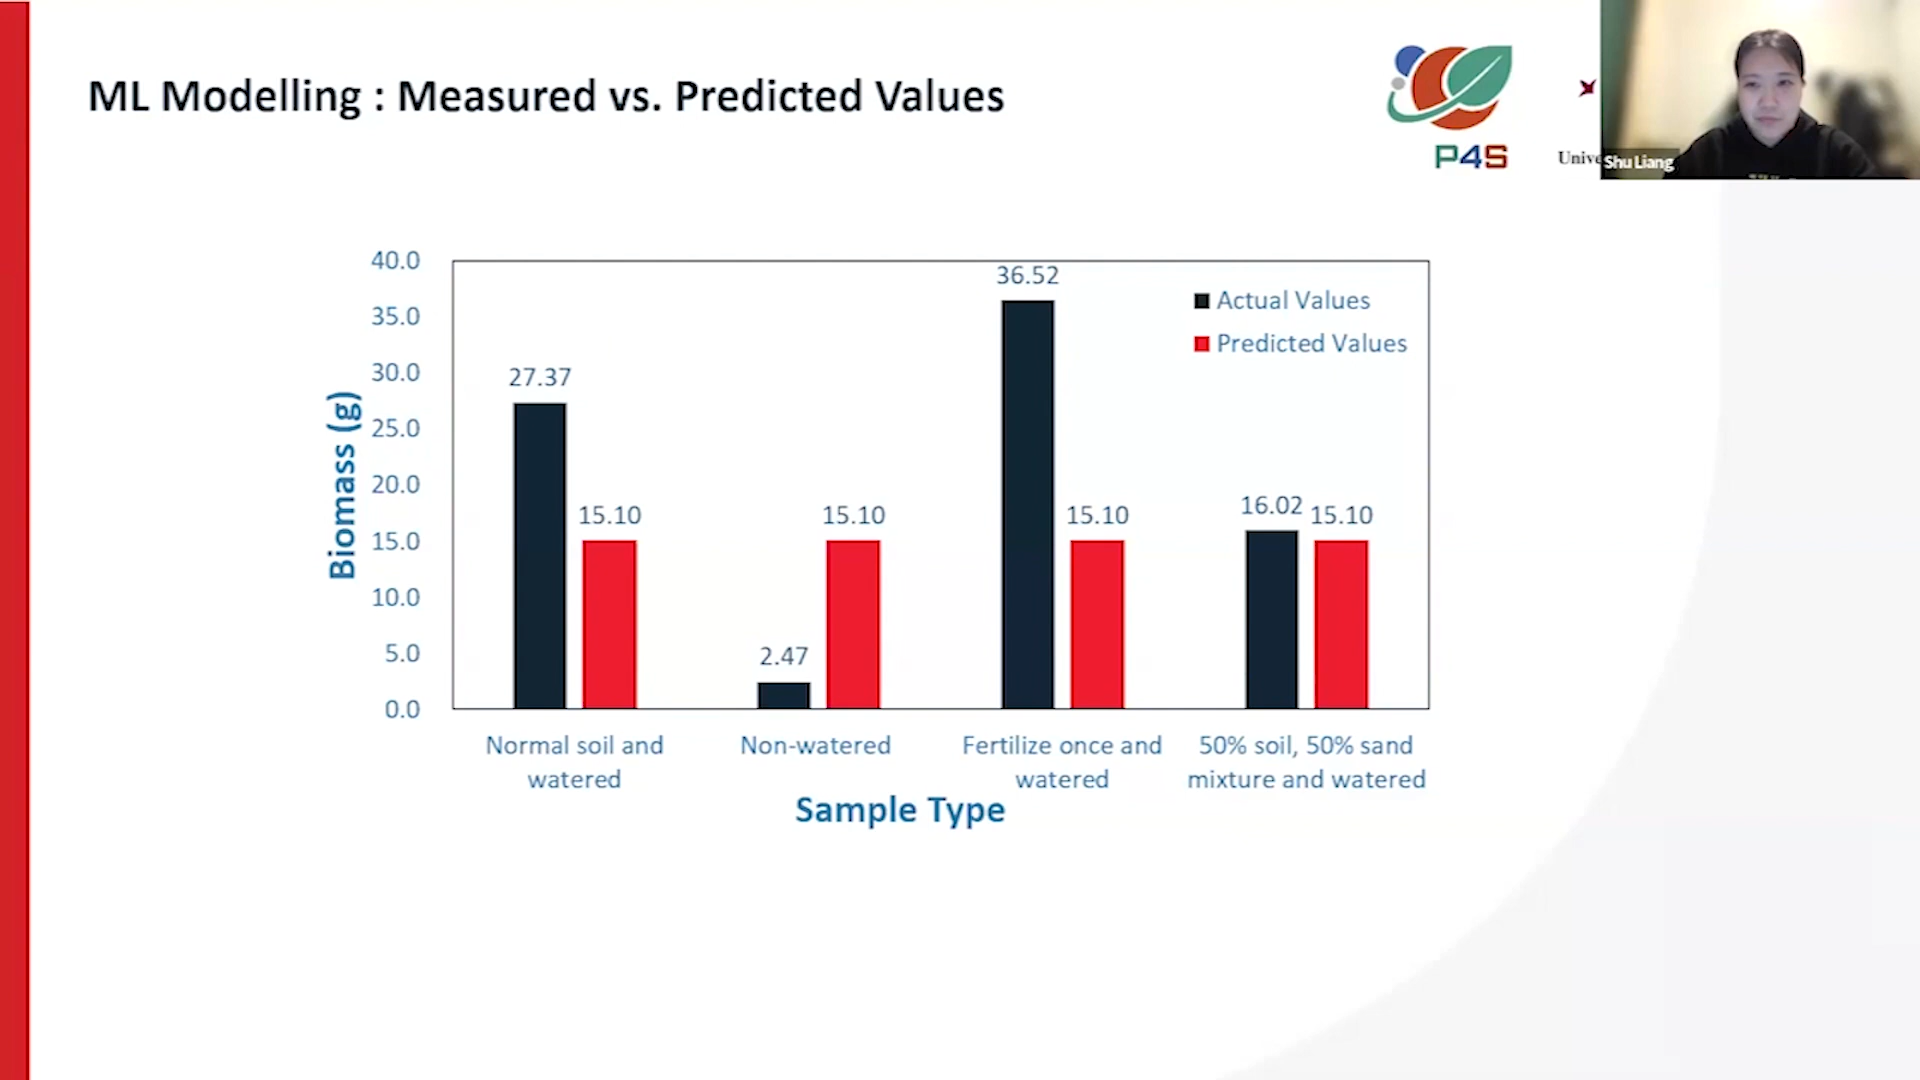 ML Modelling : Measured vs. Predicted Values
P4S
Shu Liang
40.0
35.0
30.0
25.0
20.0
15.0
10.0
5.0
0.0
Biomass (g)
27.37
15.10
2.47
15.10
36.52
15.10
16.02
15.10
Actual Values
Predicted Values
Normal soil and
watered
Non-watered
Fertilize once and
watered
50% soil, 50% sand
mixture and watered
Sample Type